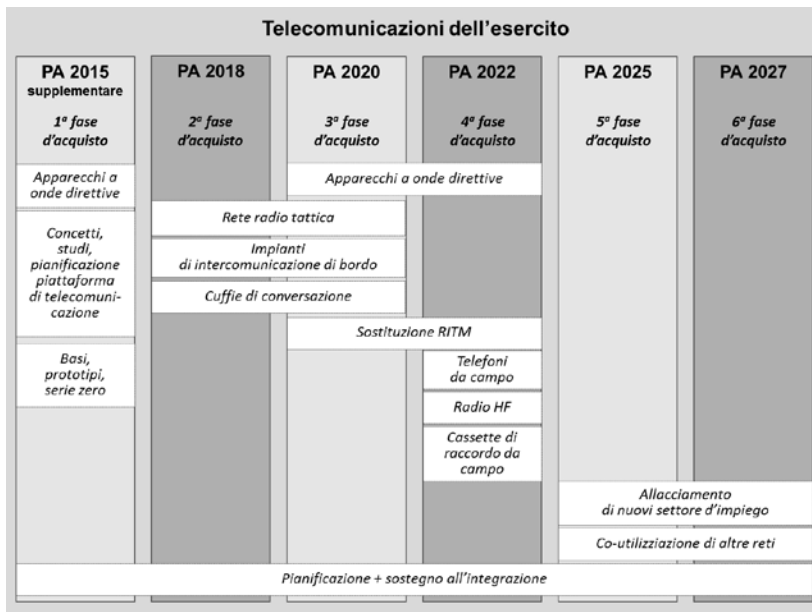 Telecomunicazioni dell'esercito
PA 2015
supplementare
1ª fase
d'acquisto
PA 2018
2ª fase
d'acquisto
PA 2020
3ª fase
d'acquisto
PA 2022
4ª fase
d'acquisto
PA 2025
5ª fase
d'acquisto
PA 2027
6ª fase
d'acquisto
Apparecchi a
onde direttive
Apparecchi a onde direttive
Concetti,
studi,
pianificazione
piattaforma
di telecomuni-
cazione
Rete radio tattica
Impianti
di intercomunicazione di bordo
Cuffie di conversazione
Sostituzione RITM
Basi,
prototipi,
serie zero
Telefoni
da campo
Radio HF
Cassette di
raccordo da
campo
Allacciamento
di nuovi settore d'impiego
Co-utilizziazione di altre reti
Pianificazione + sostegno all'integrazione